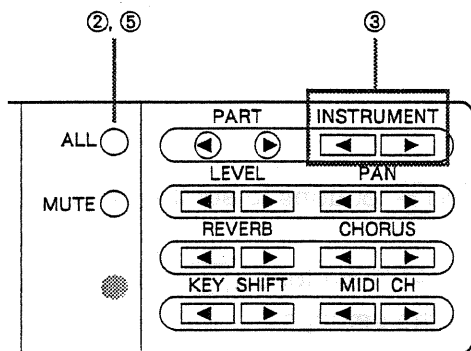 ②, ⑤ ③
PART INSTRUMENT
ALL
LEVEL PAN
MUTE
REVERB CHORUS
KEY SHIFT MIDI CH